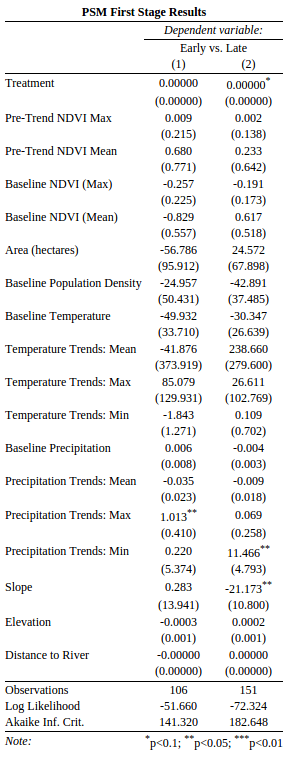 PSM First Stage Results
Dependent variable:
Early vs. Late
(1) (2)
Treatment 0.00000 0.00000*
(0.00000) (0.00000)
Pre-Trend NDVI Max 0.009 0.002
(0.215) (0.138)
Pre-Trend NDVI Mean 0.680 0.233
(0.771) (0.642)
Baseline NDVI (Max) -0.257 -0.191
(0.225) (0.173)
Baseline NDVI (Mean) -0.829 0.617
(0.557) (0.518)
Area (hectares) -56.786 24.572
(95.912) (67.898)
Baseline Population Density -24.957 -42.891
(50.431) (37.485)
Baseline Temperature -49.932 -30.347
(33.710) (26.639)
Temperature Trends: Mean -41.876 238.660
(373.919) (279.600)
Temperature Trends: Max 85.079 26.611
(129.931) (102.769)
Temperature Trends: Min -1.843 0.109
(1.271) (0.702)
Baseline Precipitation 0.006 -0.004
(0.008) (0.003)
Precipitation Trends: Mean -0.035 -0.009
(0.023) (0.018)
Precipitation Trends: Max 1.013** 0.069
(0.410) (0.258)
Precipitation Trends: Min 0.220 11.466**
(5.374) (4.793)
Slope 0.283 -21.173**
(13.941) (10.800)
Elevation -0.0003 0.0002
(0.001) (0.001)
Distance to River -0.00000 0.00000
(0.00000) (0.00000)
Observations 106 151
Log Likelihood -51.660 -72.324
Akaike Inf. Crit. 141.320 182.648
Note: *p<0.1; **p<0.05; ***p<0.01